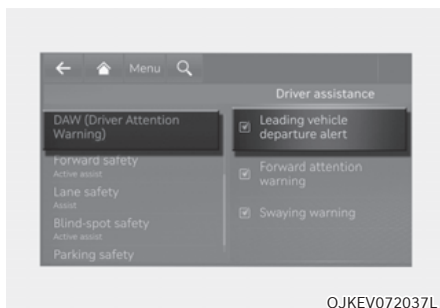 Menu
Driver assistance
DAW (Driver Attention
Warning)
Forward safety
Active assist
Lane safety
Assist
Blind-spot safety
Active assist
Parking safety
Leading vehicle
departure alert
Forward attention
warning
Swaying warning
OJKEV072037L